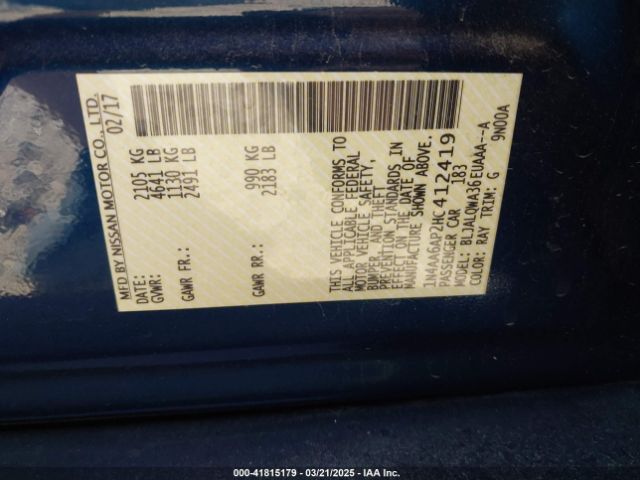 MFD BY NISSAN MOTOR CO., LTD.
DATE: 02/17
GVWR: 2105 KG
4641 LB
GAWR FR.: 1130 KG
2491 LB
GAWR RR.: 990 KG
2183 LB
THIS VEHICLE CONFORMS TO
ALL APPLICABLE FEDERAL
MOTOR VEHICLE SAFETY,
BUMPER, AND THEFT
PREVENTION STANDARDS IN
EFFECT ON THE DATE OF
MANUFACTURE SHOWN ABOVE.
1N4AA6AP2HC412419
PASSENGER CAR 183
MODEL: BLJALQWA36EUAAA--A
COLOR: RAY TRIM: G 9N00A
000-41815179 — 03/21/2025 — IAA Inc.